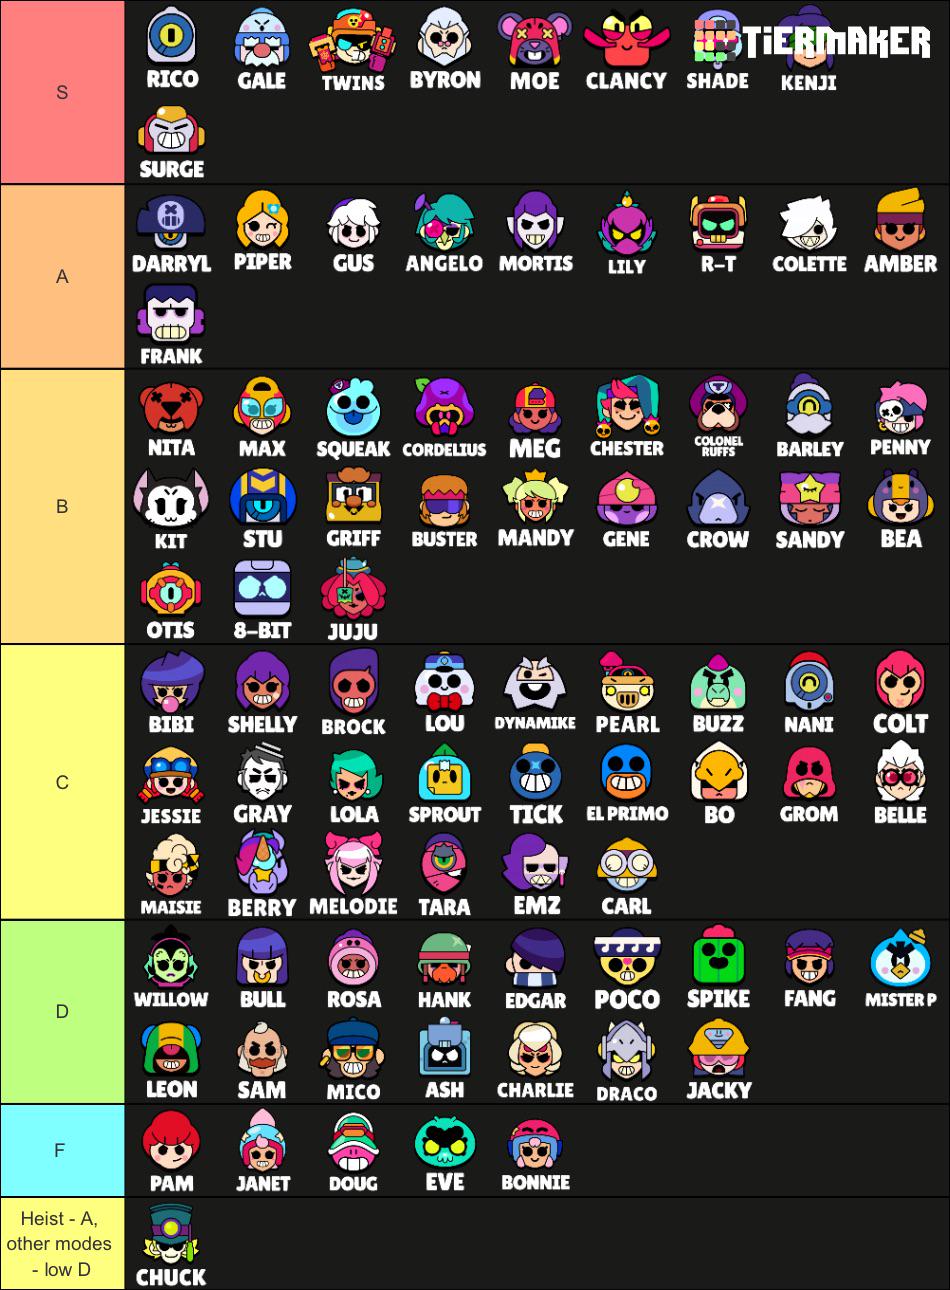 S
RICO GALE TWINS BYRON MOE CLANCY SHADE KENJI
TiERMAKER
SURGE
A
DARRYL PIPER GUS ANGELO MORTIS LILY R-T COLETTE AMBER
FRANK
B
NITA MAX SQUEAK CORDELIUS MEG CHESTER COLONEL RUFFS BARLEY PENNY
KIT STU GRIFF BUSTER MANDY GENE CROW SANDY BEA
OTIS 8-BIT JUJU
C
BIBI SHELLY BROCK LOU DYNAMIKE PEARL BUZZ NANI COLT
JESSIE GRAY LOLA SPROUT TICK EL PRIMO BO GROM BELLE
MAISIE BERRY MELODIE TARA EMZ CARL
D
WILLOW BULL ROSA HANK EDGAR POCO SPIKE FANG MISTER P
LEON SAM MICO ASH CHARLIE DRACO JACKY
F
PAM JANET DOUG EVE BONNIE
Heist - A,
other modes
- low D
CHUCK